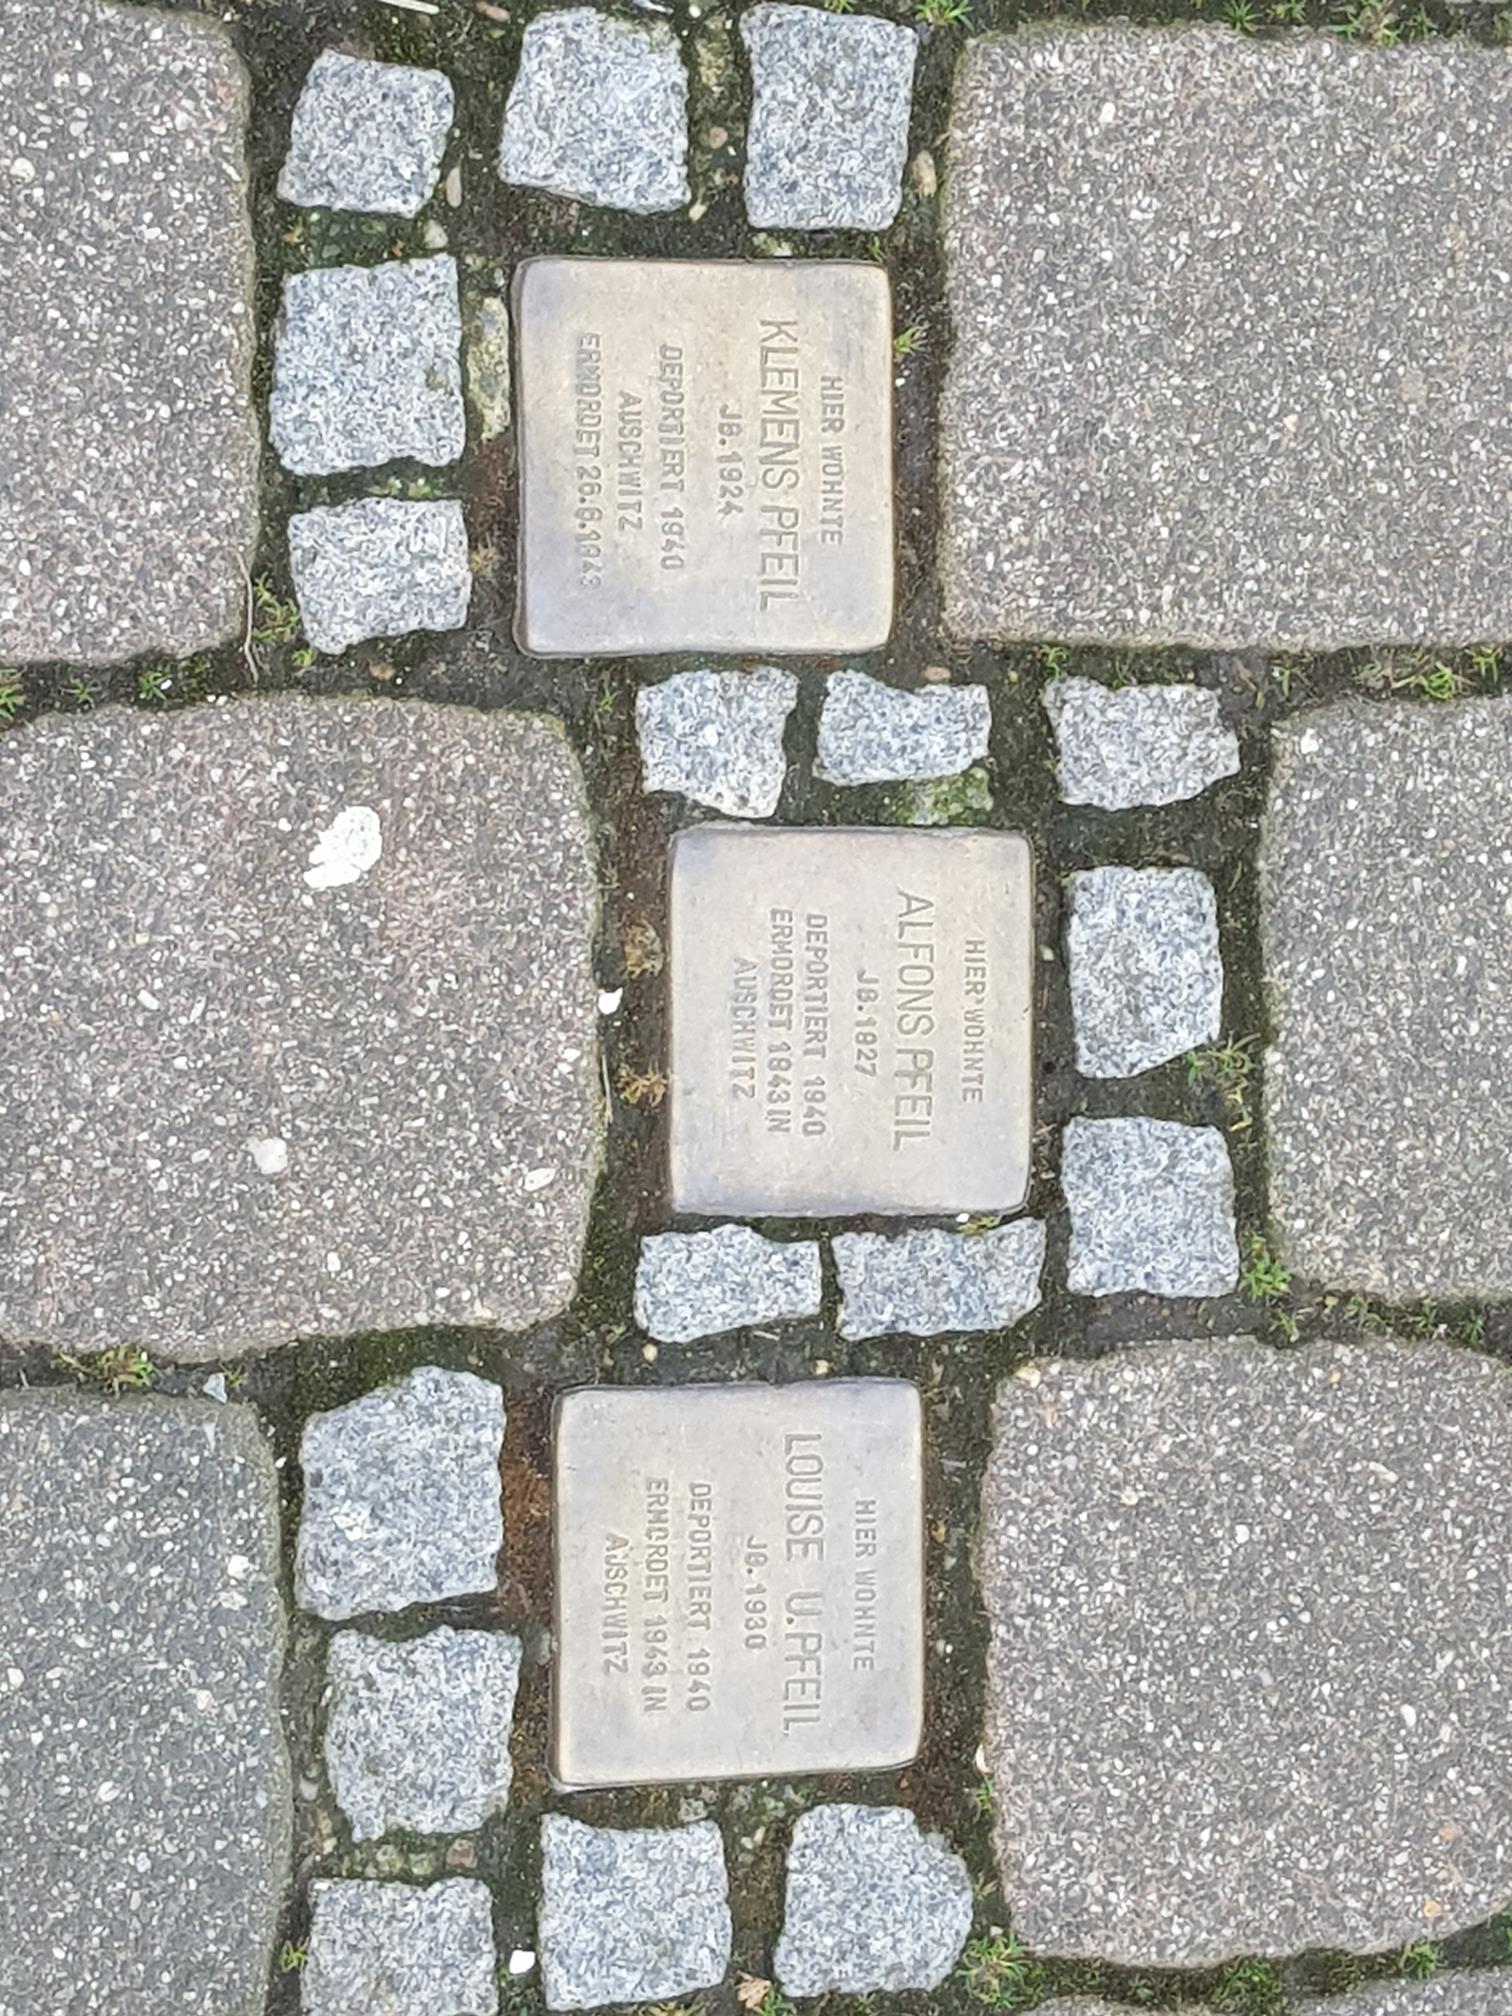 HIER WOHNTE
KLEMENS PFEIL
JG. 1924
DEPORTIERT 1940
AUSCHWITZ
ERMORDET 26.6.1943
HIER WOHNTE
ALFONS PFEIL
JG. 1927
DEPORTIERT 1940
ERMORDET 1943 IN
AUSCHWITZ
HIER WOHNTE
LOUISE U. PFEIL
JG. 1930
DEPORTIERT 1940
ERMORDET 1943 IN
AUSCHWITZ